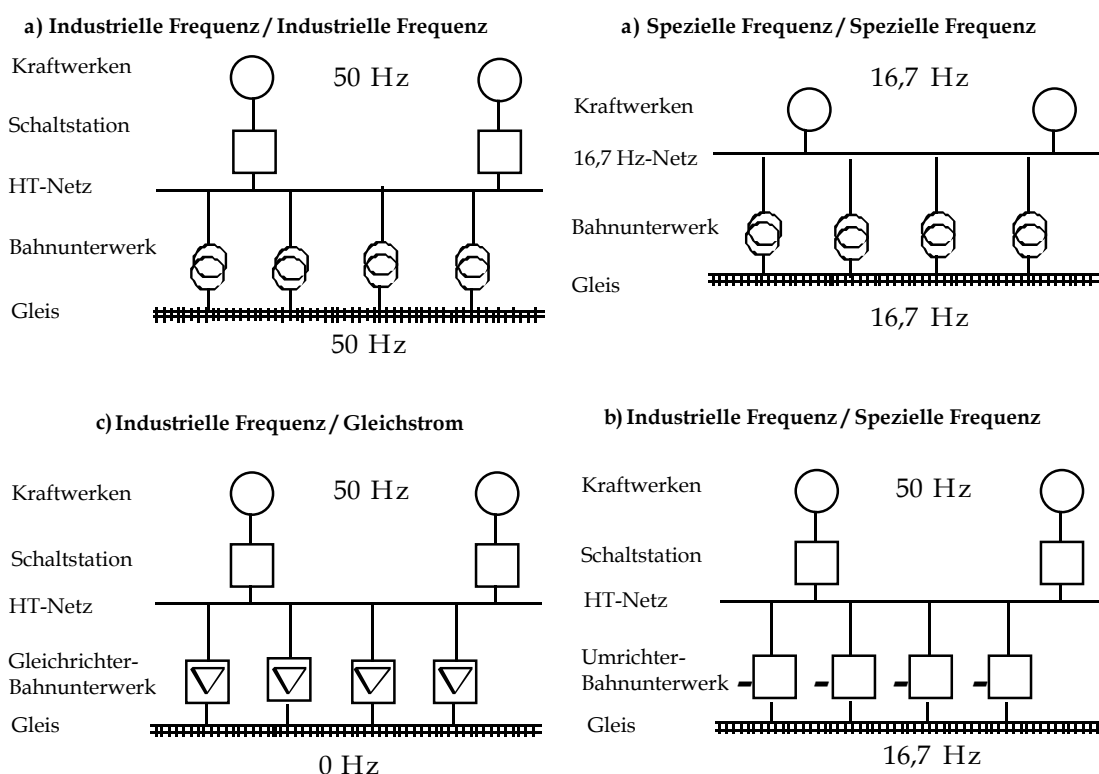 a) Industrielle Frequenz / Industrielle Frequenz
Kraftwerken
50 Hz
Schaltstation
HT-Netz
Bahnunterwerk
Gleis
50 Hz
a) Spezielle Frequenz / Spezielle Frequenz
16,7 Hz
Kraftwerken
16,7 Hz-Netz
Bahnunterwerk
Gleis
16,7 Hz
c) Industrielle Frequenz / Gleichstrom
Kraftwerken
50 Hz
Schaltstation
HT-Netz
Gleichrichter-
Bahnunterwerk
Gleis
0 Hz
b) Industrielle Frequenz / Spezielle Frequenz
Kraftwerken
50 Hz
Schaltstation
HT-Netz
Umrichter-
Bahnunterwerk
Gleis
16,7 Hz